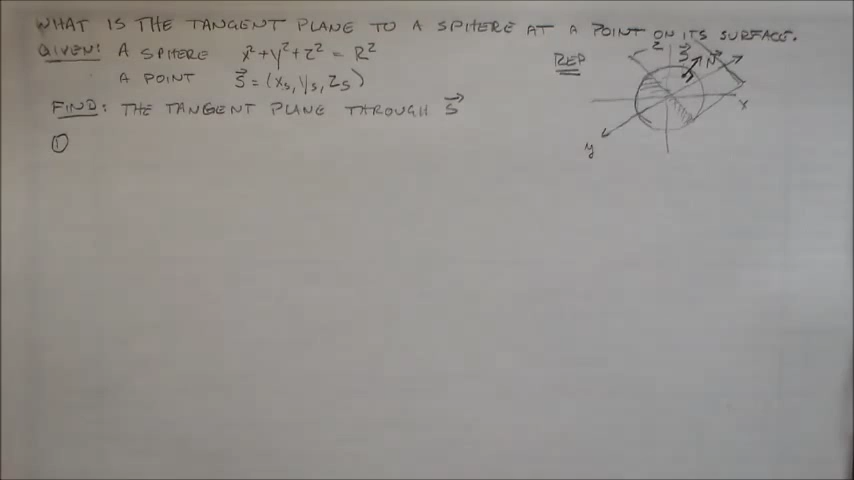 WHAT IS THE TANGENT PLANE TO A SPHERE AT A POINT ON ITS SURFACE.
GIVEN: A SPHERE x² + y² + z² = R²
A POINT S⃗ = (xₛ, yₛ, zₛ)
FIND: THE TANGENT PLANE THROUGH S⃗
①
REP
z
S⃗
N⃗
x
y